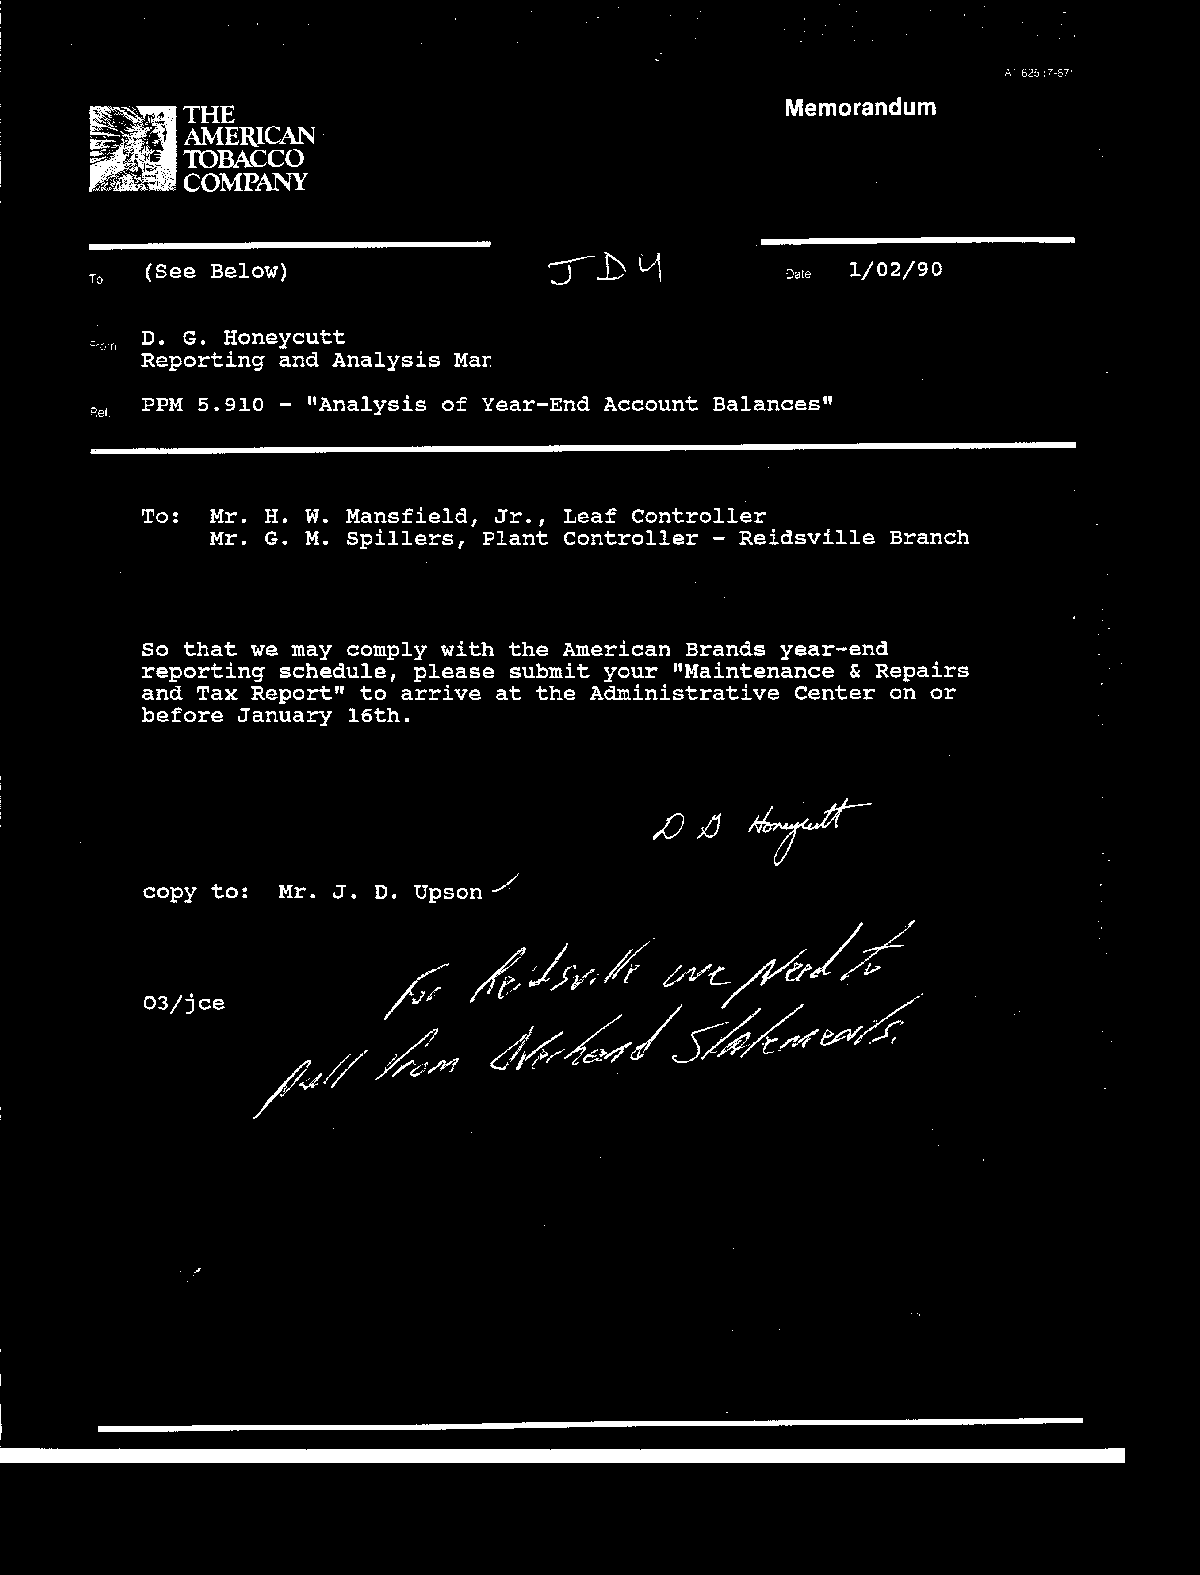 Memorandum
THE
AMERICAN
TOBACCO
COMPANY
To (See Below)
Date 1/02/90
From D. G. Honeycutt
Reporting and Analysis Mar
Ref. PPM 5.910 - "Analysis of Year-End Account Balances"
To: Mr. H. W. Mansfield, Jr., Leaf Controller
Mr. G. M. Spillers, Plant Controller - Reidsville Branch
So that we may comply with the American Brands year-end
reporting schedule, please submit your "Maintenance & Repairs
and Tax Report" to arrive at the Administrative Center on or
before January 16th.
D G Honeycutt
copy to: Mr. J. D. Upson
For Reidsville we Need to
03/jce
pull from Overhead Statements.